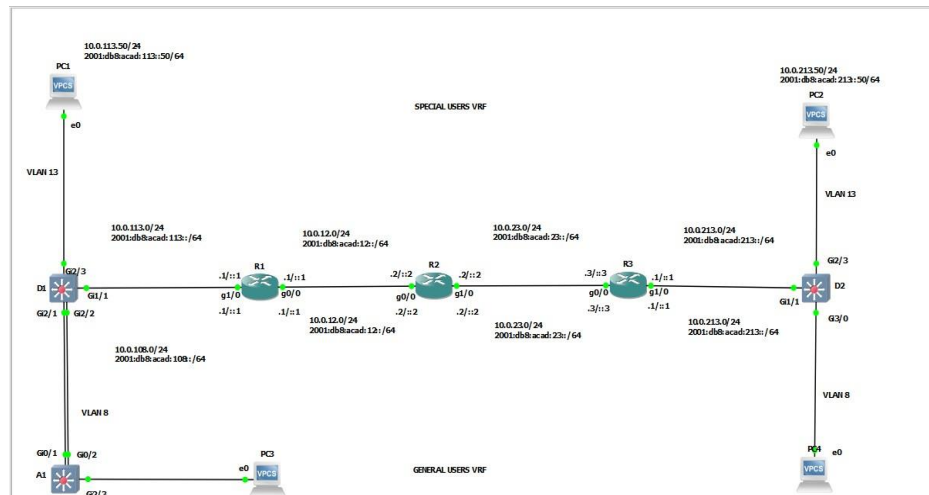 10.0.113.50/24
2001:db8:acad:113::50/64
PC1
VPCS
e0
10.0.213.50/24
2001:db8:acad:213::50/64
PC2
VPCS
e0
SPECIAL USERS VRF
VLAN 13
VLAN 13
10.0.113.0/24
2001:db8:acad:113::/64
10.0.12.0/24
2001:db8:acad:12::/64
10.0.23.0/24
2001:db8:acad:23::/64
10.0.213.0/24
2001:db8:acad:213::/64
Gi2/3
D1
Gi1/1
Gi2/1
Gi2/2
.1/::1
R1
.1/::1
g1/0
g0/0
.1/::1
.1/::1
.2/::2
R2
.2/::2
g0/0
g1/0
.2/::2
.2/::2
.3/::3
R3
.1/::1
g0/0
g1/0
.3/::3
.1/::1
Gi2/3
D2
Gi1/1
Gi3/0
10.0.108.0/24
2001:db8:acad:108::/64
10.0.12.0/24
2001:db8:acad:12::/64
10.0.23.0/24
2001:db8:acad:23::/64
10.0.213.0/24
2001:db8:acad:213::/64
VLAN 8
VLAN 8
Gi0/1
Gi0/2
A1
Gi2/3
PC3
e0
VPCS
GENERAL USERS VRF
PC4
e0
VPCS